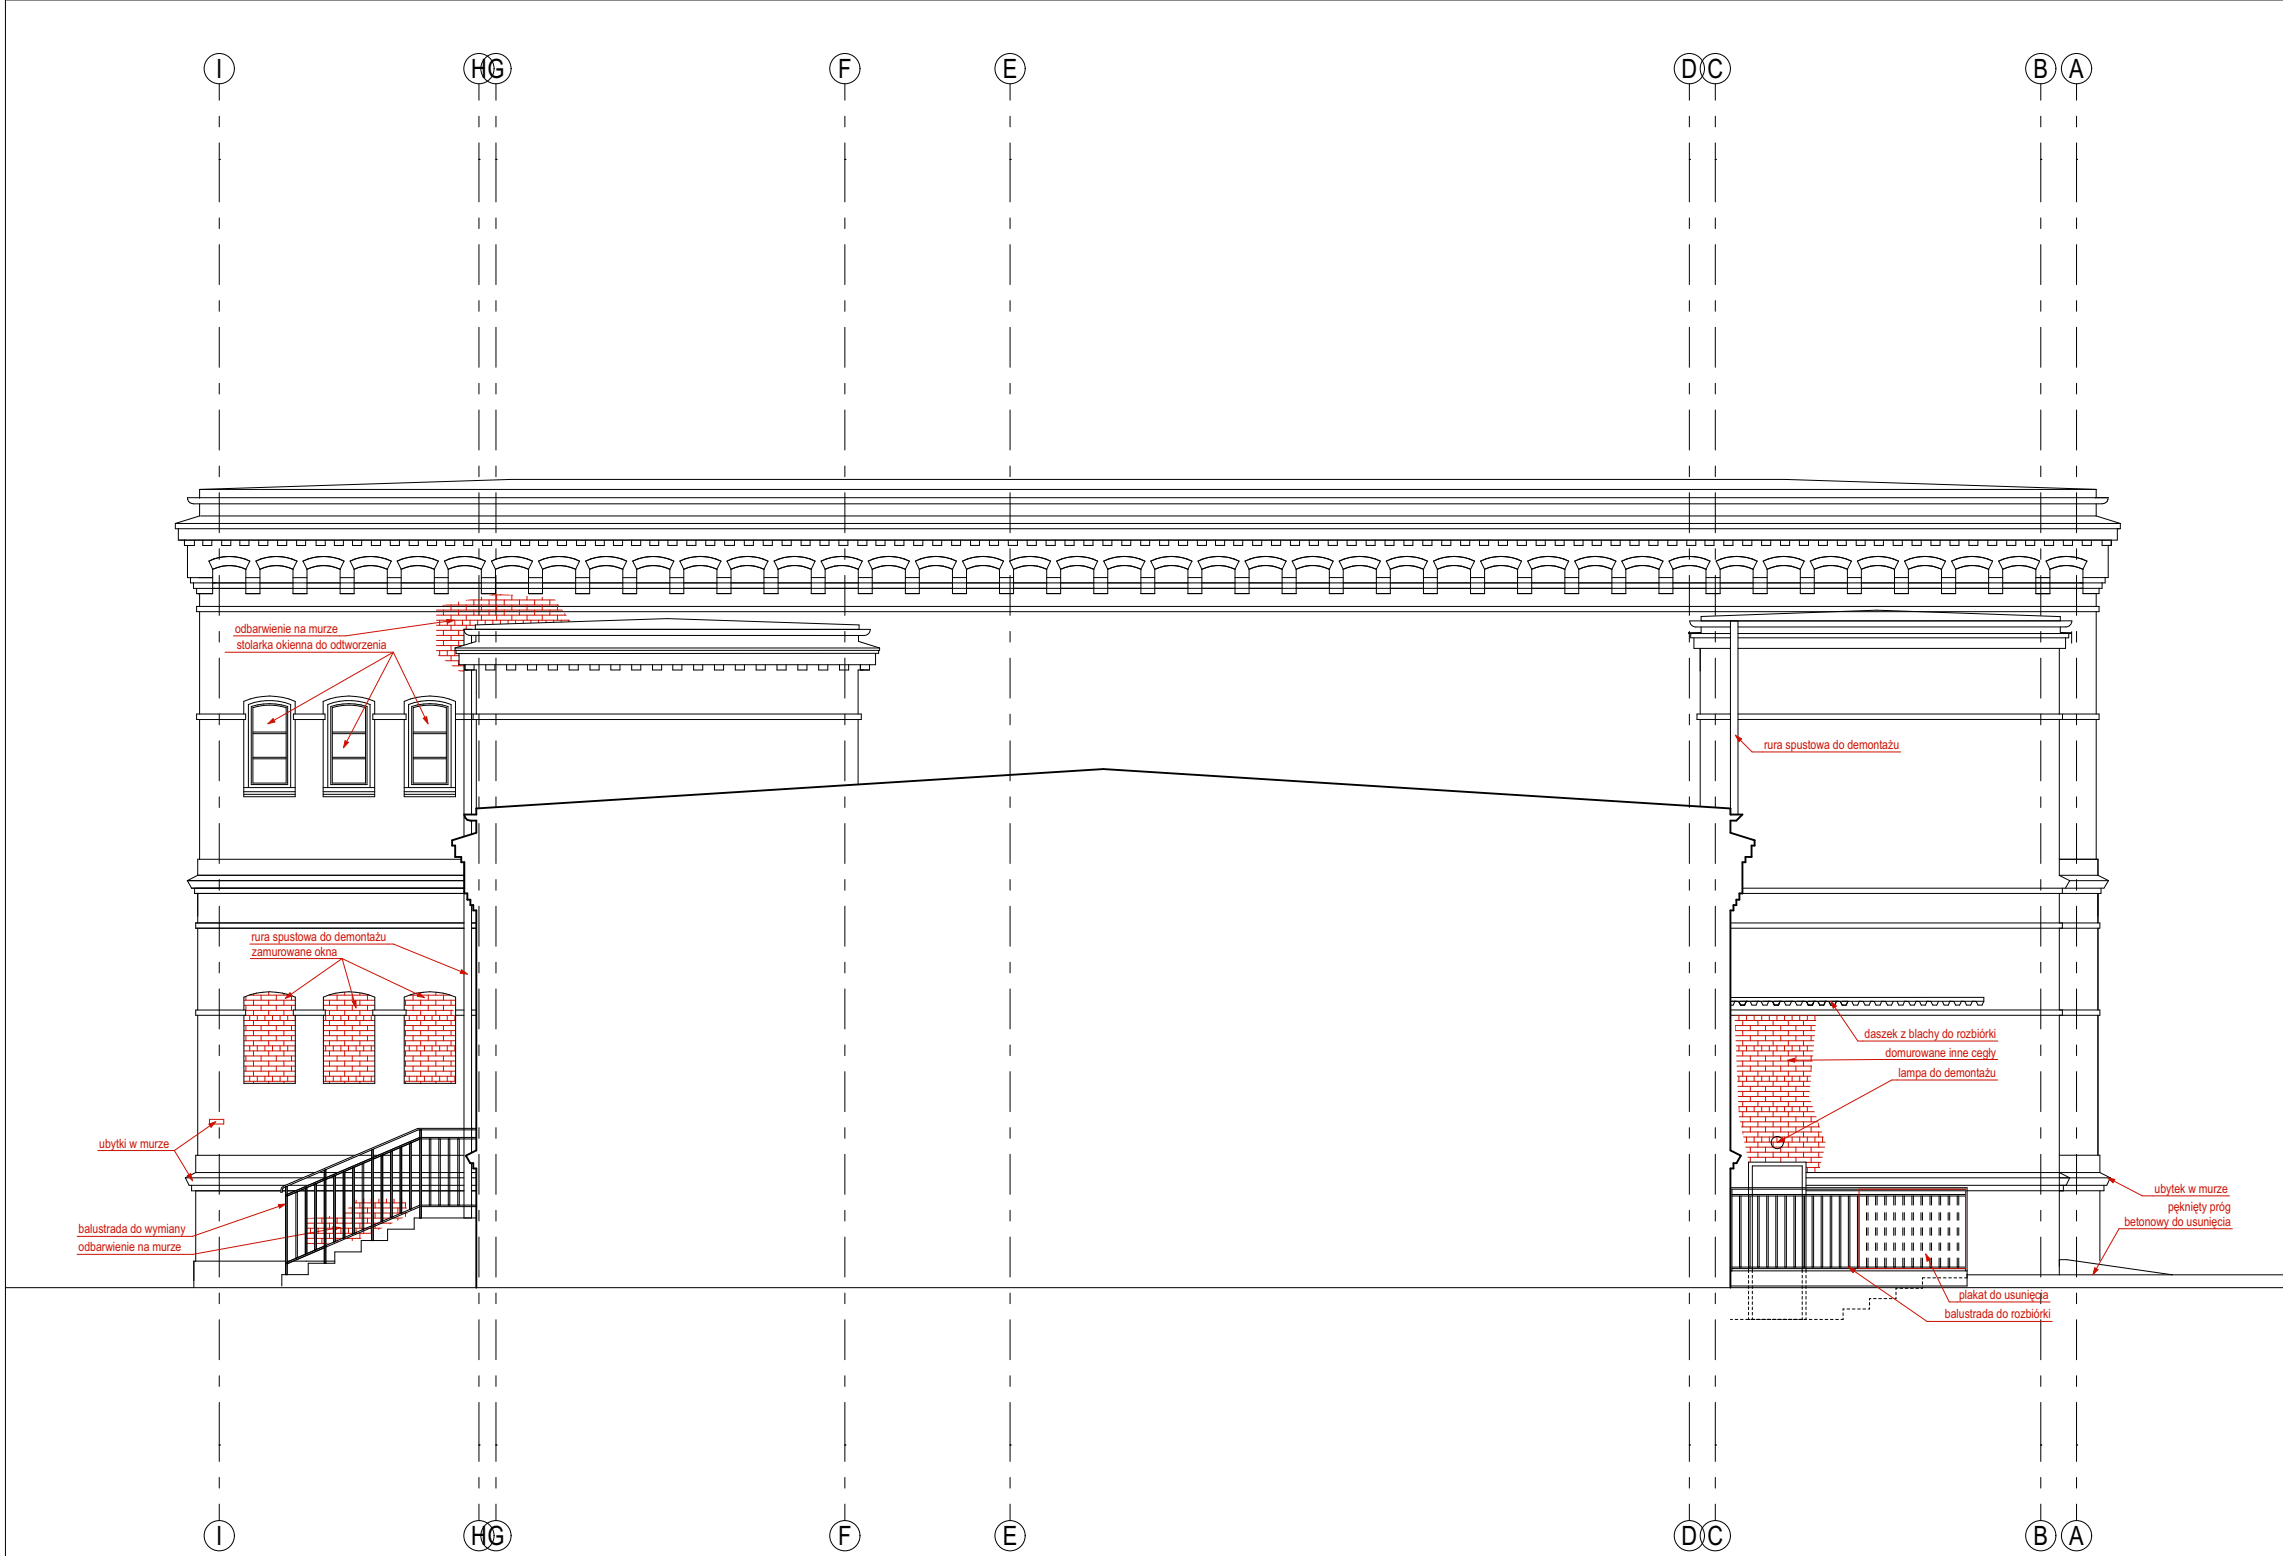 I H G F E D C B A
odbarwienie na murze
stolarka okienna do odtworzenia
rura spustowa do demontażu
rura spustowa do demontażu
zamurowane okna
daszek z blachy do rozbiórki
domurowane inne cegły
lampa do demontażu
ubytki w murze
balustrada do wymiany
odbarwienie na murze
ubytek w murze
pęknięty próg
betonowy do usunięcia
plakat do usunięcia
balustrada do rozbiórki
I H G F E D C B A